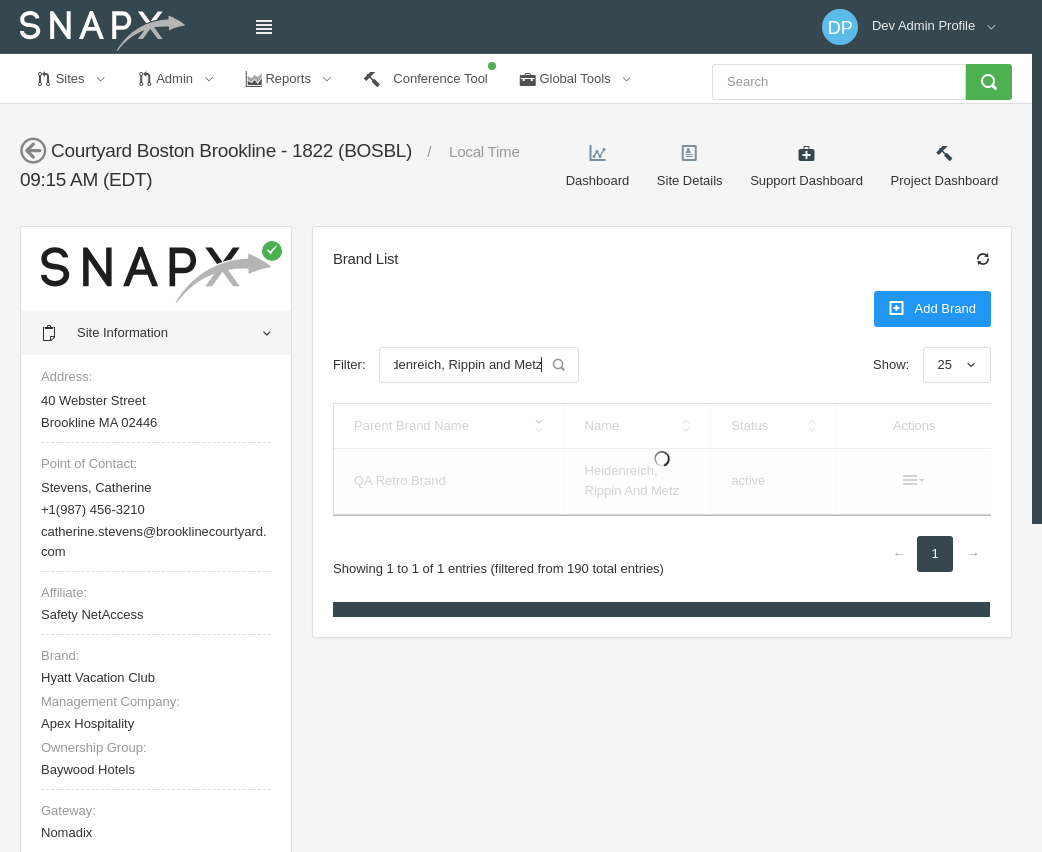 SNAPX
DP Dev Admin Profile
Sites Admin Reports Conference Tool Global Tools Search
Courtyard Boston Brookline - 1822 (BOSBL) / Local Time
09:15 AM (EDT)
Dashboard Site Details Support Dashboard Project Dashboard
SNAPX
Site Information
Address:
40 Webster Street
Brookline MA 02446
Point of Contact:
Stevens, Catherine
+1(987) 456-3210
catherine.stevens@brooklinecourtyard.
com
Affiliate:
Safety NetAccess
Brand:
Hyatt Vacation Club
Management Company:
Apex Hospitality
Ownership Group:
Baywood Hotels
Gateway:
Nomadix
Brand List
Add Brand
Filter: denreich, Rippin and Metz Show: 25
Parent Brand Name Name Status Actions
QA Retro Brand Heidenreich, active
Rippin And Metz
← 1 →
Showing 1 to 1 of 1 entries (filtered from 190 total entries)